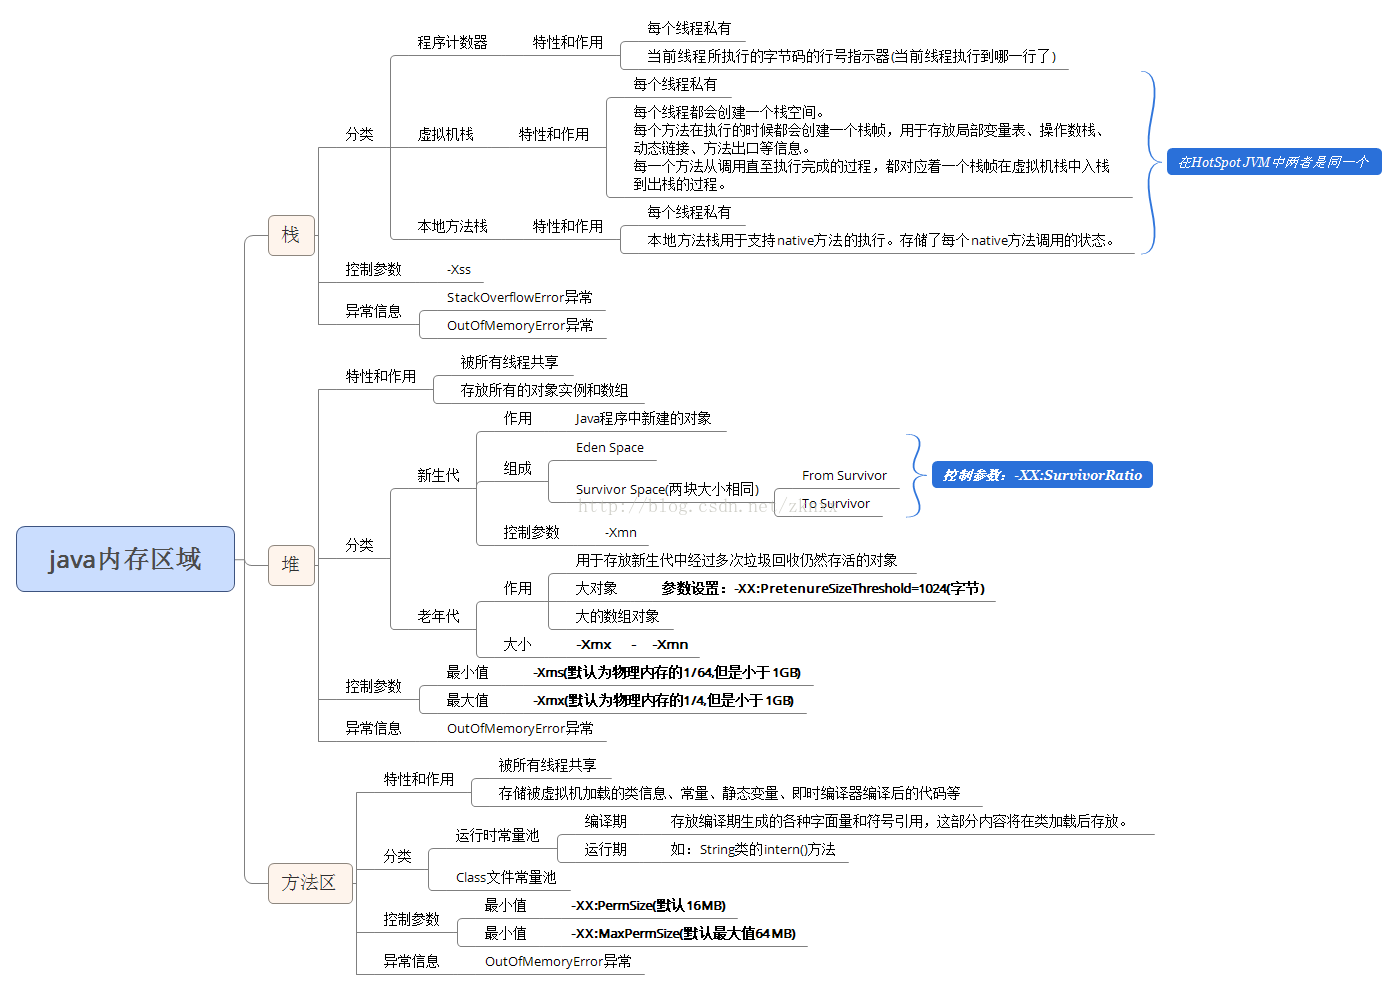 java内存区域
栈
分类
程序计数器
特性和作用
每个线程私有
当前线程所执行的字节码的行号指示器(当前线程执行到哪一行了)
虚拟机栈
特性和作用
每个线程私有
每个线程都会创建一个栈空间。
每个方法在执行的时候都会创建一个栈帧，用于存放局部变量表、操作数栈、
动态链接、方法出口等信息。
每一个方法从调用直至执行完成的过程，都对应着一个栈帧在虚拟机栈中入栈
到出栈的过程。
本地方法栈
特性和作用
每个线程私有
本地方法栈用于支持native方法的执行。存储了每个native方法调用的状态。
在HotSpot JVM中两者是同一个
控制参数
-Xss
异常信息
StackOverflowError异常
OutOfMemoryError异常
堆
特性和作用
被所有线程共享
存放所有的对象实例和数组
分类
新生代
作用
Java程序中新建的对象
组成
Eden Space
Survivor Space(两块大小相同)
From Survivor
To Survivor
控制参数：-XX:SurvivorRatio
控制参数
-Xmn
老年代
作用
用于存放新生代中经过多次垃圾回收仍然存活的对象
大对象
参数设置：-XX:PretenureSizeThreshold=1024(字节)
大的数组对象
大小
-Xmx - -Xmn
控制参数
最小值
-Xms(默认为物理内存的1/64,但是小于1GB)
最大值
-Xmx(默认为物理内存的1/4,但是小于1GB)
异常信息
OutOfMemoryError异常
方法区
特性和作用
被所有线程共享
存储被虚拟机加载的类信息、常量、静态变量、即时编译器编译后的代码等
分类
运行时常量池
编译期
存放编译期生成的各种字面量和符号引用，这部分内容将在类加载后存放。
运行期
如：String类的intern()方法
Class文件常量池
控制参数
最小值
-XX:PermSize(默认16MB)
最小值
-XX:MaxPermSize(默认最大值64MB)
异常信息
OutOfMemoryError异常